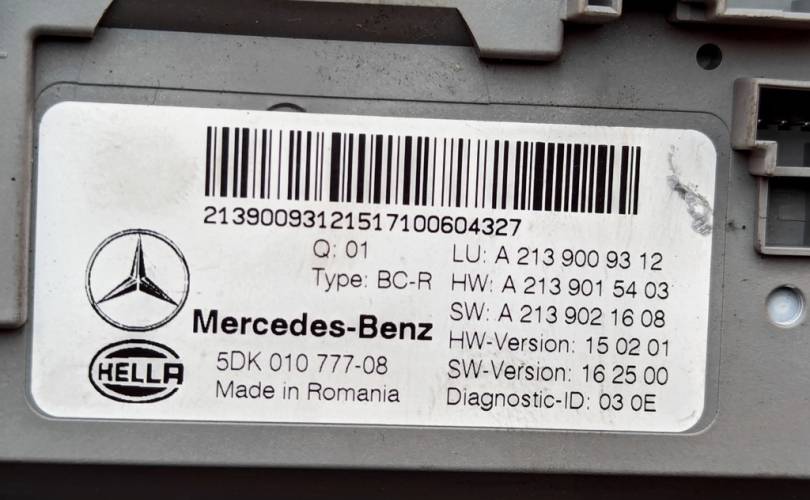 21390093121517100604327
Q: 01
Type: BC-R
LU: A 213 900 93 12
HW: A 213 901 54 03
SW: A 213 902 16 08
HW-Version: 15 02 01
SW-Version: 16 25 00
Diagnostic-ID: 03 0E
Mercedes-Benz
HELLA
5DK 010 777-08
Made in Romania